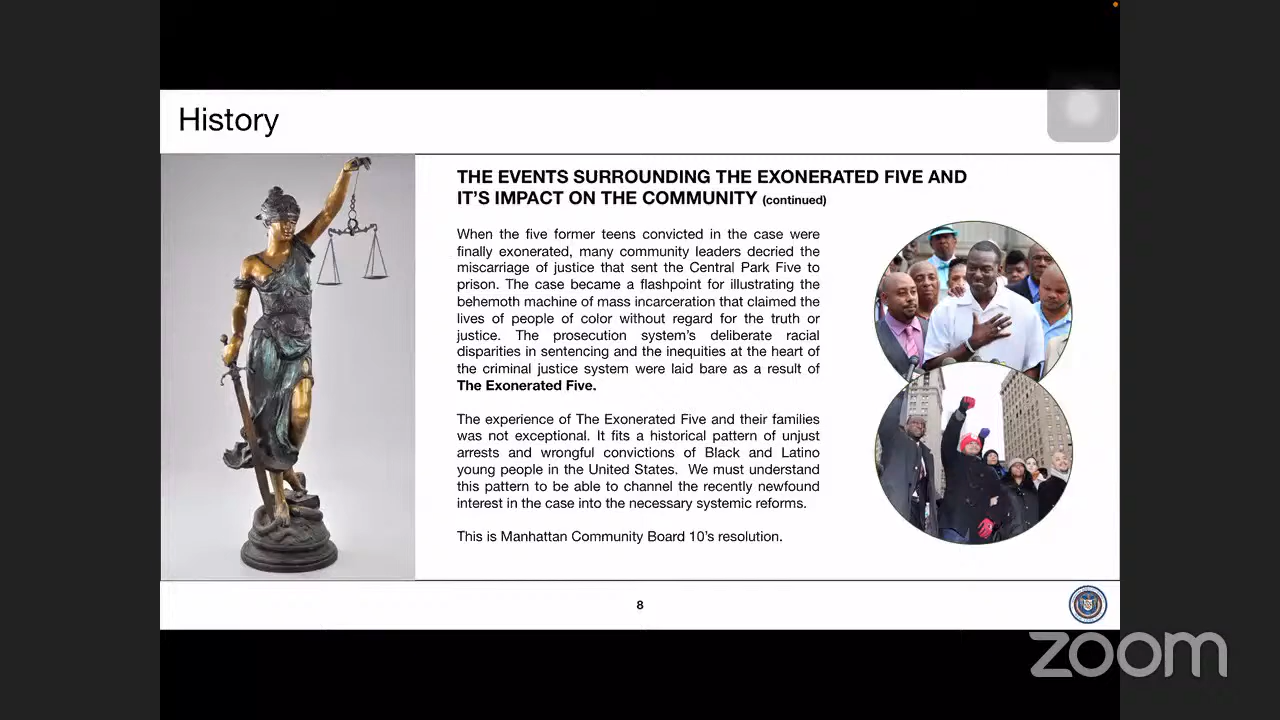 History
THE EVENTS SURROUNDING THE EXONERATED FIVE AND
IT'S IMPACT ON THE COMMUNITY (continued)
When the five former teens convicted in the case were
finally exonerated, many community leaders decried the
miscarriage of justice that sent the Central Park Five to
prison. The case became a flashpoint for illustrating the
behemoth machine of mass incarceration that claimed the
lives of people of color without regard for the truth or
justice. The prosecution system's deliberate racial
disparities in sentencing and the inequities at the heart of
the criminal justice system were laid bare as a result of
The Exonerated Five.
The experience of The Exonerated Five and their families
was not exceptional. It fits a historical pattern of unjust
arrests and wrongful convictions of Black and Latino
young people in the United States. We must understand
this pattern to be able to channel the recently newfound
interest in the case into the necessary systemic reforms.
This is Manhattan Community Board 10's resolution.
8
zoom